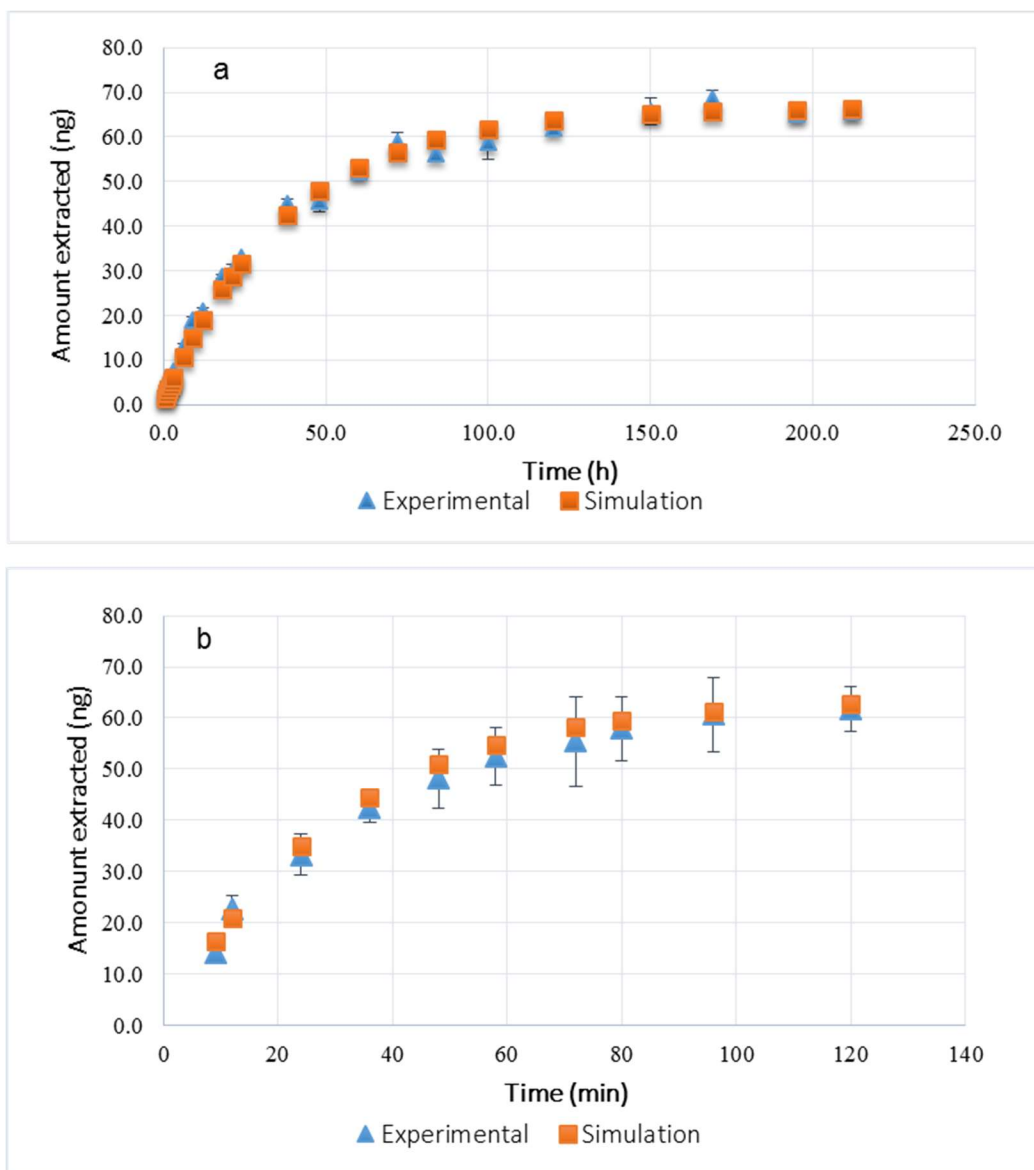 a
80.0
70.0
60.0
50.0
40.0
30.0
20.0
10.0
0.0
Amount extracted (ng)
0.0 50.0 100.0 150.0 200.0 250.0
Time (h)
Experimental Simulation
b
80.0
70.0
60.0
50.0
40.0
30.0
20.0
10.0
0.0
Amonunt extracted (ng)
0 20 40 60 80 100 120 140
Time (min)
Experimental Simulation